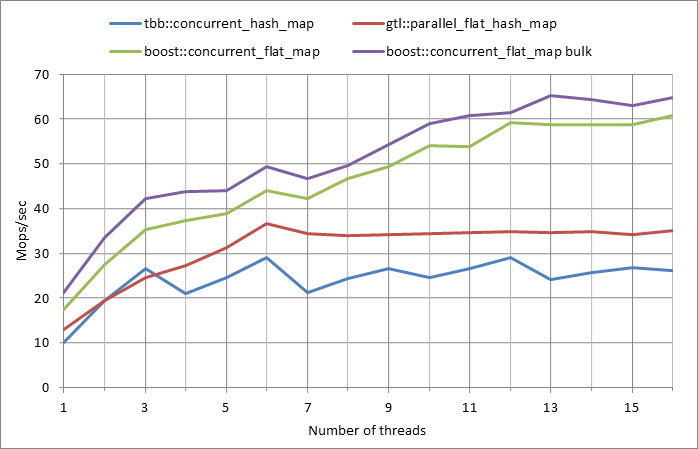 tbb::concurrent_hash_map gtl::parallel_flat_hash_map
boost::concurrent_flat_map boost::concurrent_flat_map bulk
70
60
50
40
30
20
10
0
Mops/sec
1 3 5 7 9 11 13 15
Number of threads